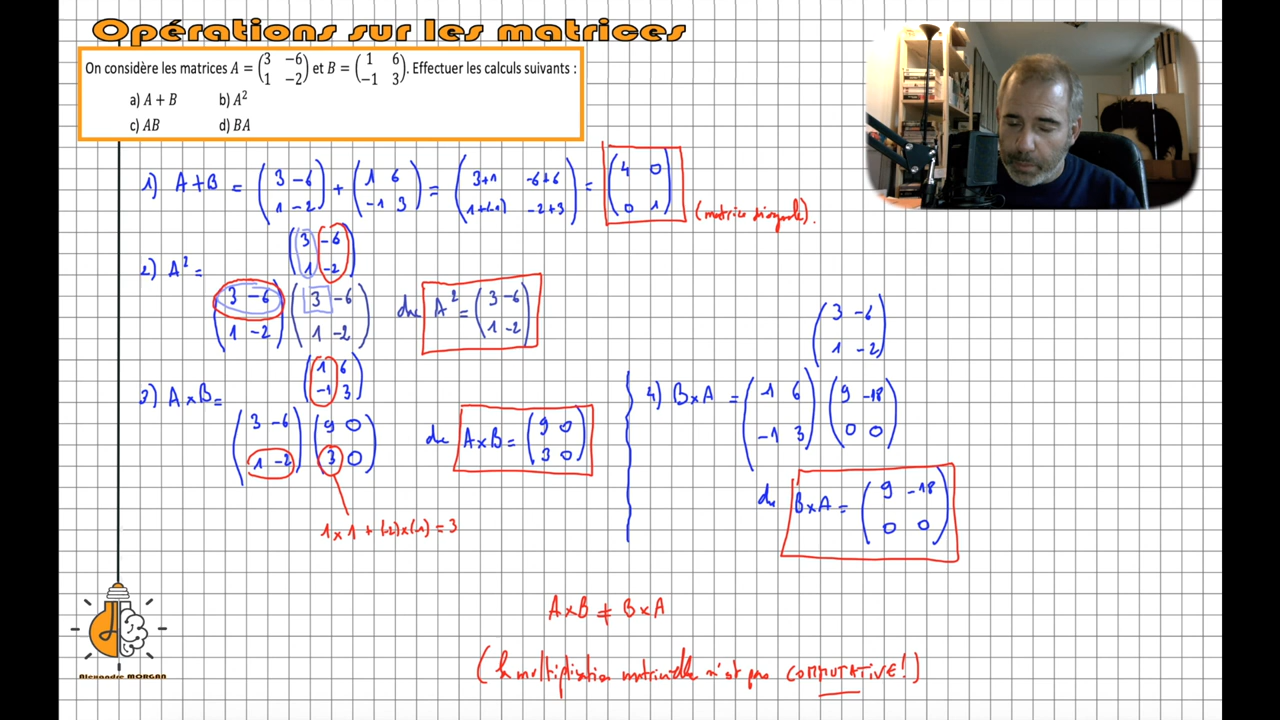 Opérations sur les matrices
On considère les matrices A = (3 −6 ; 1 −2) et B = (1 6 ; −1 3). Effectuer les calculs suivants :
a) A + B b) A²
c) AB d) BA
1) A+B = (3 -6 ; 1 -2) + (1 6 ; -1 3) = (3+1 -6+6 ; 1+(-1) -2+3) = (4 0 ; 0 1)
(matrice diagonale).
(3 -6 ; 1 -2)
2) A² =
(3 -6 ; 1 -2) (3 -6 ; 1 -2) donc A² = (3 -6 ; 1 -2)
(1 6 ; -1 3)
3) A×B =
(3 -6 ; 1 -2) (9 0 ; 3 0) donc A×B = (9 0 ; 3 0)
1×1 + (-2)×(-1) = 3
(3 -6 ; 1 -2)
4) B×A = (1 6 ; -1 3) (9 -18 ; 0 0)
donc B×A = (9 -18 ; 0 0)
A×B ≠ B×A
(la multiplication matricielle n'est pas COMMUTATIVE!)
Alexandre MORGAN